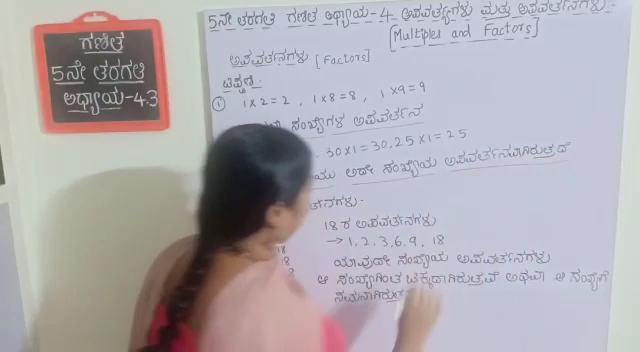 ಗಣಿತ
5ನೇ ತರಗತಿ
ಅಧ್ಯಾಯ-4.3
5ನೇ ತರಗತಿ ಗಣಿತ ಅಧ್ಯಾಯ-4 ಅಪವರ್ತ್ಯಗಳು ಮತ್ತು ಅಪವರ್ತನಗಳು.
[Multiples and Factors]
ಅಪವರ್ತನಗಳು [Factors]
ಟಿಪ್ಪಣಿ.
① 1×2=2, 1×8=8, 1×9=9
ಸಂಖ್ಯೆಗಳ ಅಪವರ್ತನ
30×1=30, 25×1=25
ಅದೇ ಸಂಖ್ಯೆಯ ಅಪವರ್ತನವಾಗಿರುತ್ತದೆ
18ರ ಅಪವರ್ತನಗಳು
→ 1, 2, 3, 6, 9, 18
ಯಾವುದೇ ಸಂಖ್ಯೆಯ ಅಪವರ್ತನಗಳು
ಆ ಸಂಖ್ಯೆಗಿಂತ ಚಿಕ್ಕದಾಗಿರುತ್ತವೆ ಅಥವಾ ಆ ಸಂಖ್ಯೆಗೆ